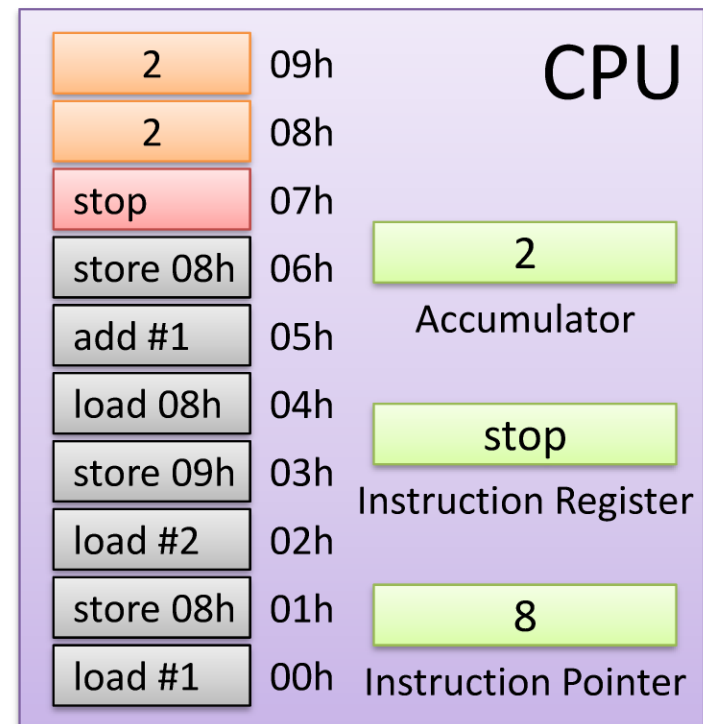 CPU
2 09h
2 08h
stop 07h
store 08h 06h
add #1 05h
load 08h 04h
store 09h 03h
load #2 02h
store 08h 01h
load #1 00h
2
Accumulator
stop
Instruction Register
8
Instruction Pointer